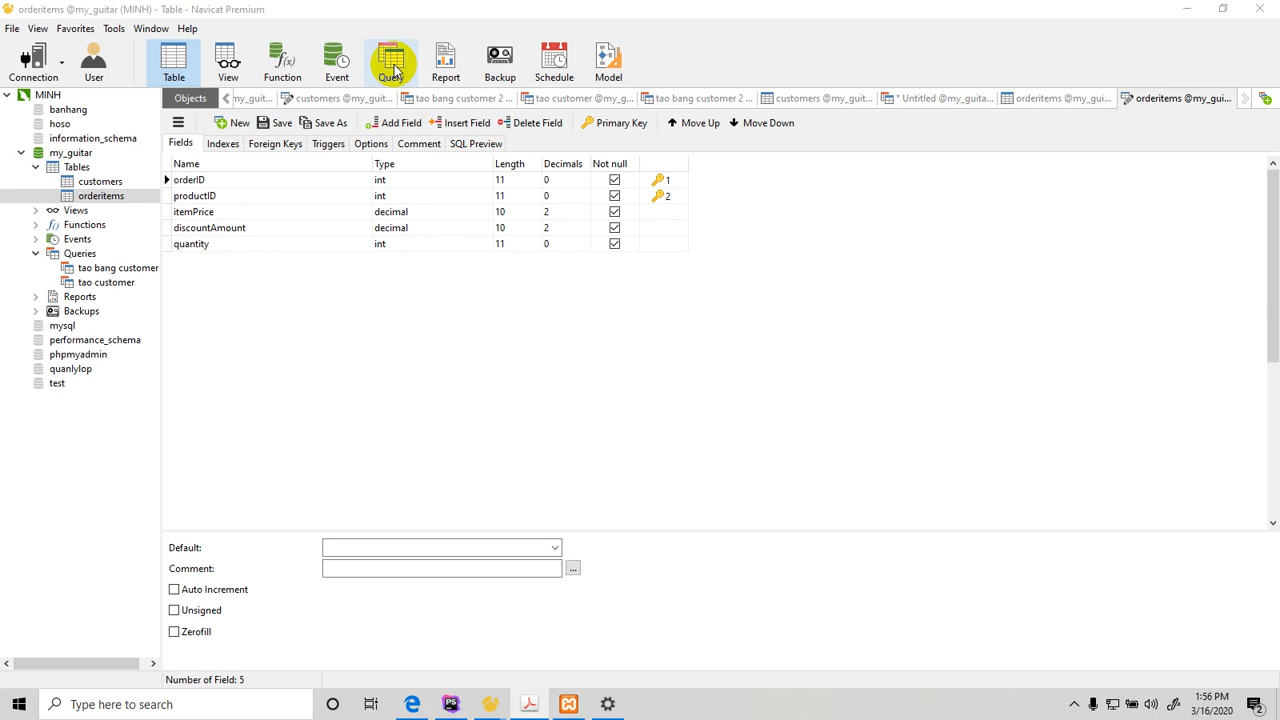 orderitems @my_guitar (MINH) - Table - Navicat Premium
File View Favorites Tools Window Help
Connection User Table View Function Event Query Report Backup Schedule Model
MINH
banhang
hoso
information_schema
my_guitar
Tables
customers
orderitems
Views
Functions
Events
Queries
tao bang customer
tao customer
Reports
Backups
mysql
performance_schema
phpmyadmin
quanlylop
test
Objects my_guit... customers @my_guit... tao bang customer 2 ... tao customer @my_g... tao bang customer 2 ... customers @my_guit... * Untitled @my_guita... orderitems @my_gui... orderitems @my_gui...
New Save Save As Add Field Insert Field Delete Field Primary Key Move Up Move Down
Fields Indexes Foreign Keys Triggers Options Comment SQL Preview
Name Type Length Decimals Not null
orderID int 11 0 1
productID int 11 0 2
itemPrice decimal 10 2
discountAmount decimal 10 2
quantity int 11 0
Default:
Comment: ...
Auto Increment
Unsigned
Zerofill
Number of Field: 5
Type here to search
1:56 PM
3/16/2020
2